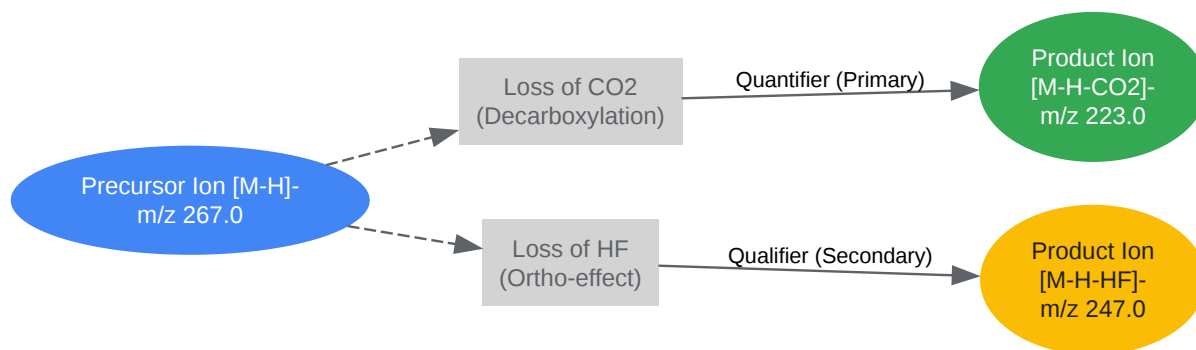 Precursor Ion [M-H]-
m/z 267.0
Loss of CO2
(Decarboxylation)
Quantifier (Primary)
Product Ion
[M-H-CO2]-
m/z 223.0
Loss of HF
(Ortho-effect)
Qualifier (Secondary)
Product Ion
[M-H-HF]-
m/z 247.0